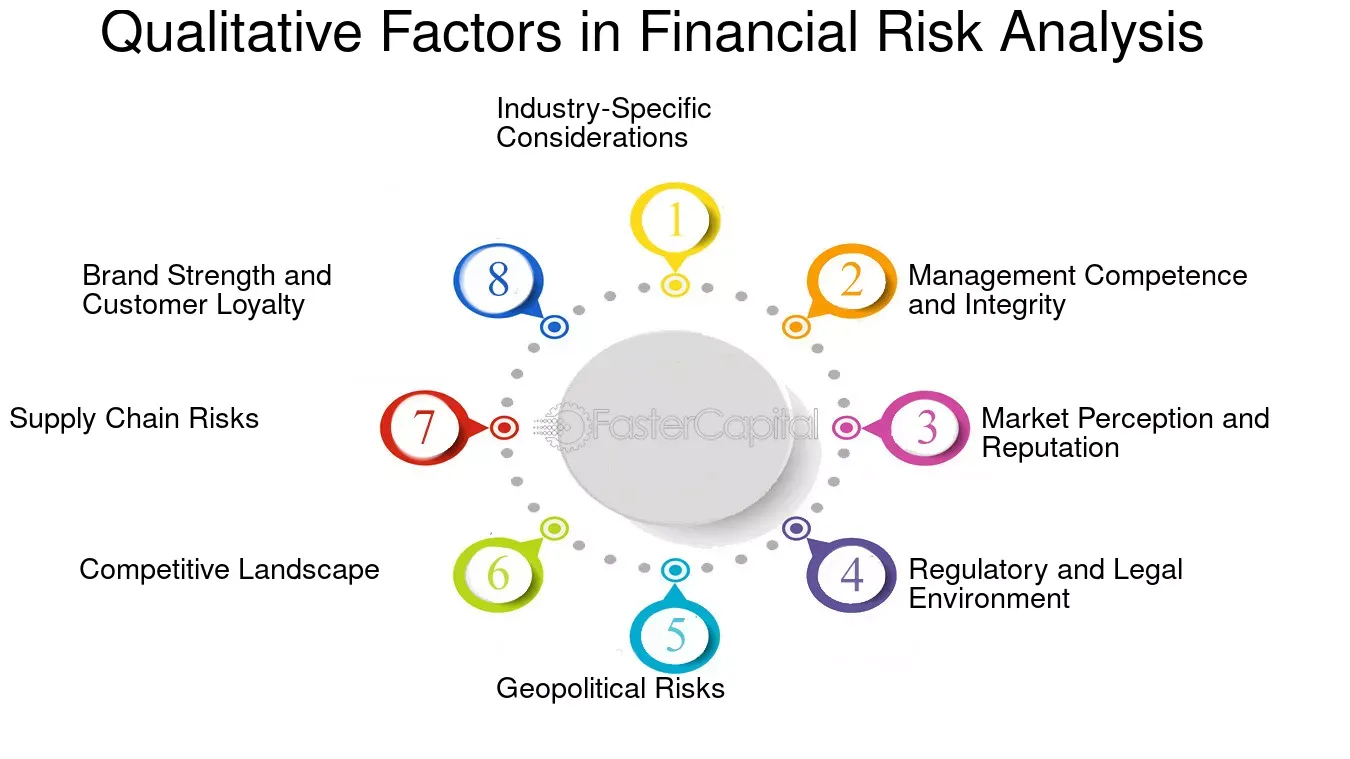 Qualitative Factors in Financial Risk Analysis
Industry-Specific
Considerations
1
2
Management Competence
and Integrity
3
Market Perception and
Reputation
4
Regulatory and Legal
Environment
5
Geopolitical Risks
6
Competitive Landscape
7
Supply Chain Risks
8
Brand Strength and
Customer Loyalty
FasterCapital